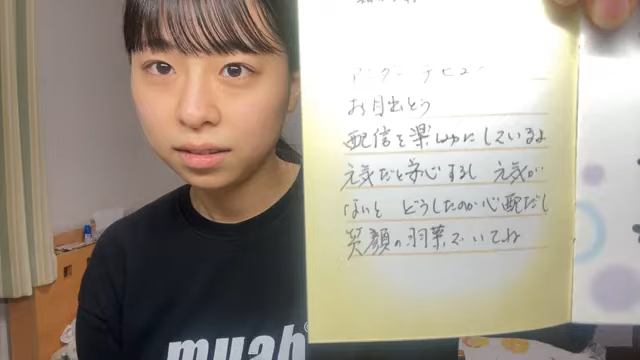 アンダーデビュー
お目出とう
配信を楽しみにしているよ
元気だと安心するし 元気が
ないと どうしたのか心配だし
笑顔の羽菜でいてね
muah